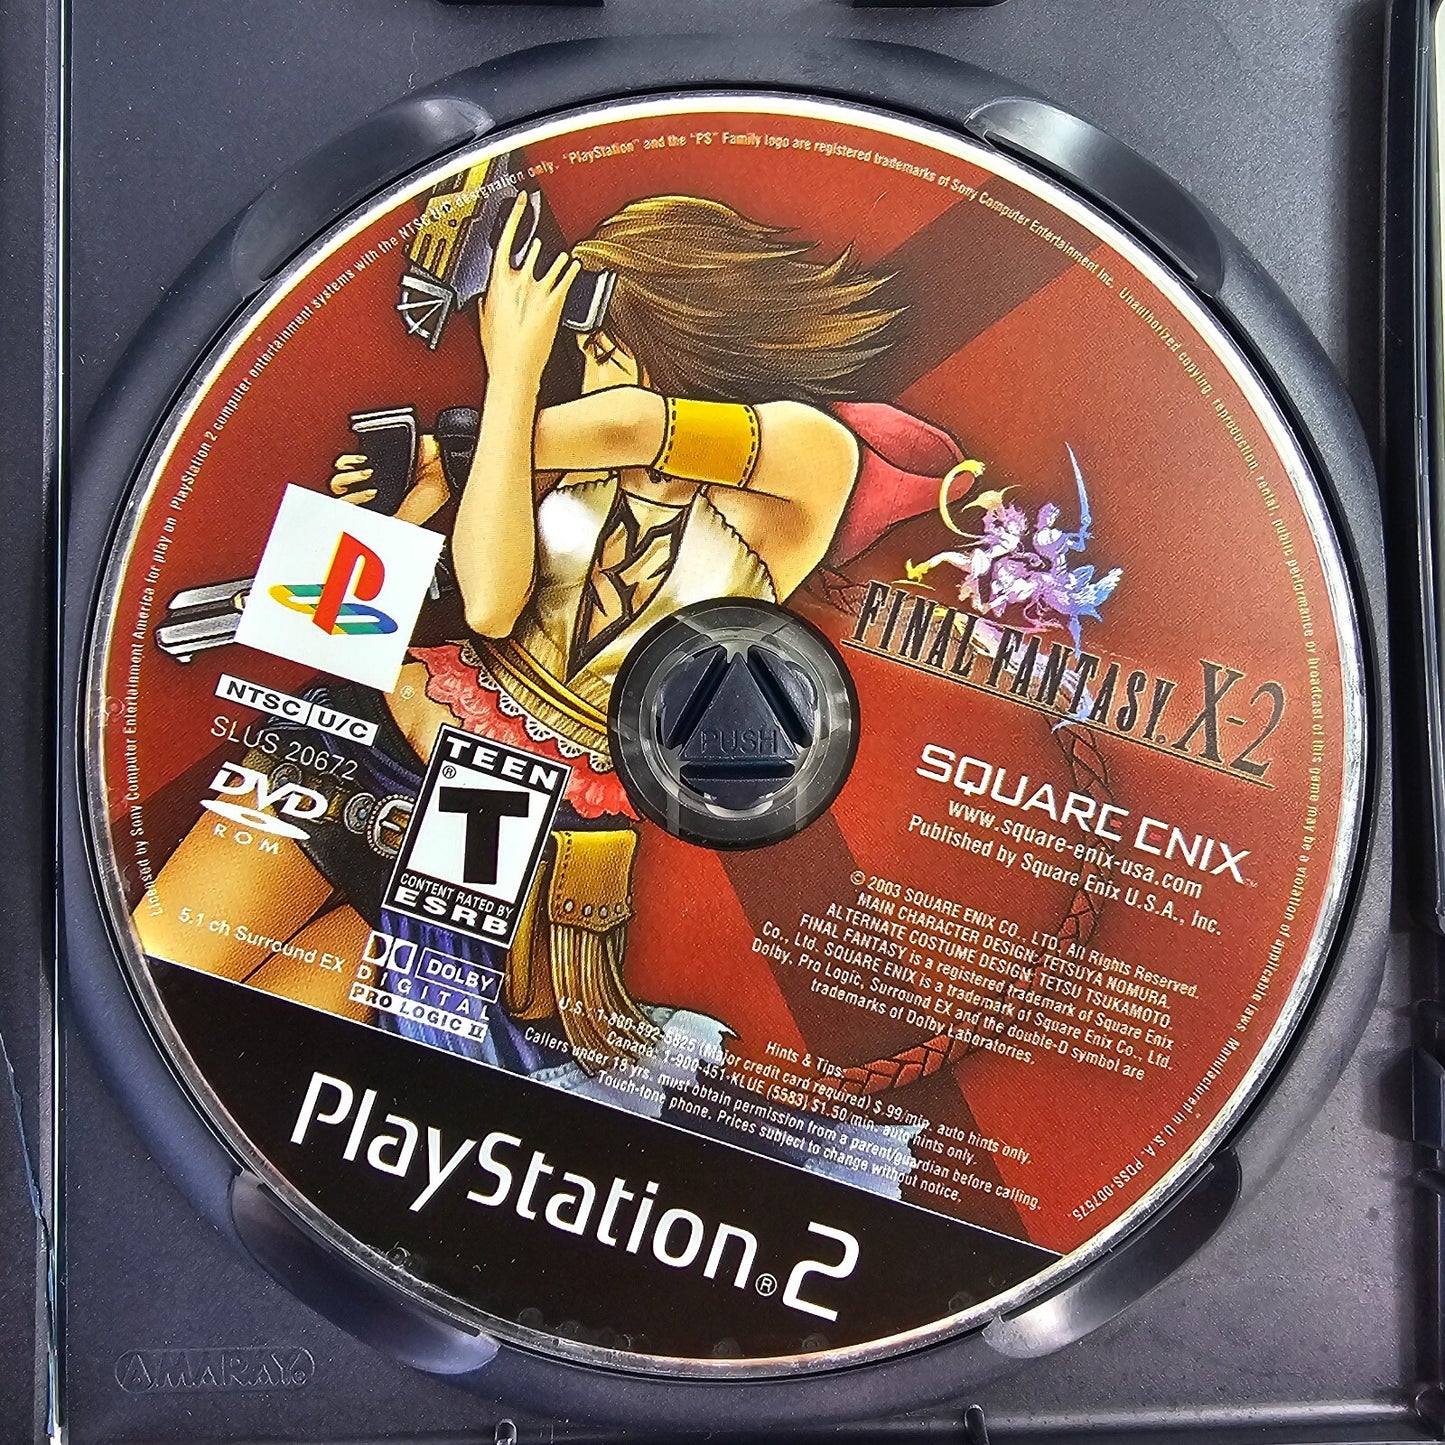 Licensed by Sony Computer Entertainment America for play on PlayStation 2 computer entertainment systems with the NTSC U/C designation only. "PlayStation" and the "PS" Family logo are registered trademarks of Sony Computer Entertainment Inc. Unauthorized copying, reproduction, rental, public performance or broadcast of this game may be a violation of applicable laws. Manufactured in U.S.A. PDSS-007575.
FINAL FANTASY X-2
SQUARE ENIX™
www.square-enix-usa.com
Published by Square Enix U.S.A., Inc.
© 2003 SQUARE ENIX CO., LTD. All Rights Reserved.
MAIN CHARACTER DESIGN: TETSUYA NOMURA.
ALTERNATE COSTUME DESIGN: TETSU TSUKAMOTO.
FINAL FANTASY is a registered trademark of Square Enix
Co., Ltd. SQUARE ENIX is a trademark of Square Enix Co., Ltd.
Dolby, Pro Logic, Surround EX and the double-D symbol are
trademarks of Dolby Laboratories.
®
NTSC U/C
SLUS 20672
DVD
ROM
5.1 ch Surround EX
TEEN
® T
CONTENT RATED BY
ESRB
DOLBY
DIGITAL
PRO LOGIC II
PUSH
Hints & Tips
U.S. 1-800-892-5825 (Major credit card required) $.99/min. auto hints only.
Canada: 1-900-451-KLUE (5583) $1.50/min. auto hints only.
Callers under 18 yrs. must obtain permission from a parent/guardian before calling.
Touch-tone phone. Prices subject to change without notice.
PlayStation®2
AMARAY®